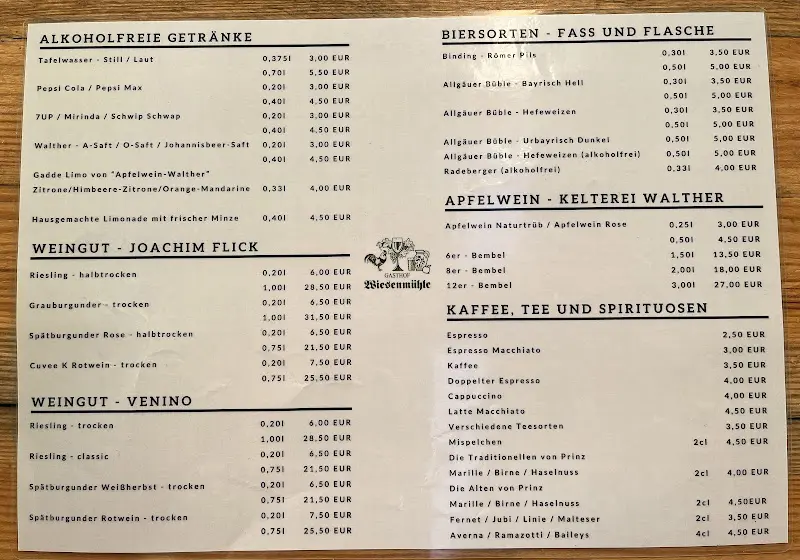 ALKOHOLFREIE GETRÄNKE
Tafelwasser - Still / Laut 0,375l 3,00 EUR
0,70l 5,50 EUR
Pepsi Cola / Pepsi Max 0,20l 3,00 EUR
0,40l 4,50 EUR
7UP / Mirinda / Schwip Schwap 0,20l 3,00 EUR
0,40l 4,50 EUR
Walther - A-Saft / O-Saft / Johannisbeer-Saft 0,20l 3,00 EUR
0,40l 4,50 EUR
Gadde Limo von "Apfelwein-Walther"
Zitrone/Himbeere-Zitrone/Orange-Mandarine 0,33l 4,00 EUR
Hausgemachte Limonade mit frischer Minze 0,40l 4,50 EUR
WEINGUT - JOACHIM FLICK
Riesling - halbtrocken 0,20l 6,00 EUR
1,00l 28,50 EUR
Grauburgunder - trocken 0,20l 6,50 EUR
1,00l 31,50 EUR
Spätburgunder Rose - halbtrocken 0,20l 6,50 EUR
0,75l 21,50 EUR
Cuvee K Rotwein - trocken 0,20l 7,50 EUR
0,75l 25,50 EUR
WEINGUT - VENINO
Riesling - trocken 0,20l 6,00 EUR
1,00l 28,50 EUR
Riesling - classic 0,20l 6,50 EUR
0,75l 21,50 EUR
Spätburgunder Weißherbst - trocken 0,20l 6,50 EUR
0,75l 21,50 EUR
Spätburgunder Rotwein - trocken 0,20l 7,50 EUR
0,75l 25,50 EUR
GASTHOF
Wiesenmühle
BIERSORTEN - FASS UND FLASCHE
Binding - Römer Pils 0,30l 3,50 EUR
0,50l 5,00 EUR
Allgäuer Büble - Bayrisch Hell 0,30l 3,50 EUR
0,50l 5,00 EUR
Allgäuer Büble - Hefeweizen 0,30l 3,50 EUR
0,50l 5,00 EUR
Allgäuer Büble - Urbayrisch Dunkel 0,50l 5,00 EUR
Allgäuer Büble - Hefeweizen (alkoholfrei) 0,50l 5,00 EUR
Radeberger (alkoholfrei) 0,33l 4,00 EUR
APFELWEIN - KELTEREI WALTHER
Apfelwein Naturtrüb / Apfelwein Rose 0,25l 3,00 EUR
0,50l 4,50 EUR
6er - Bembel 1,50l 13,50 EUR
8er - Bembel 2,00l 18,00 EUR
12er - Bembel 3,00l 27,00 EUR
KAFFEE, TEE UND SPIRITUOSEN
Espresso 2,50 EUR
Espresso Macchiato 3,00 EUR
Kaffee 3,50 EUR
Doppelter Espresso 4,00 EUR
Cappuccino 4,00 EUR
Latte Macchiato 4,50 EUR
Verschiedene Teesorten 3,50 EUR
Mispelchen 2cl 4,50 EUR
Die Traditionellen von Prinz
Marille / Birne / Haselnuss 2cl 4,00 EUR
Die Alten von Prinz
Marille / Birne / Haselnuss 2cl 4,50EUR
Fernet / Jubi / Linie / Malteser 2cl 3,50 EUR
Averna / Ramazotti / Baileys 4cl 4,50 EUR